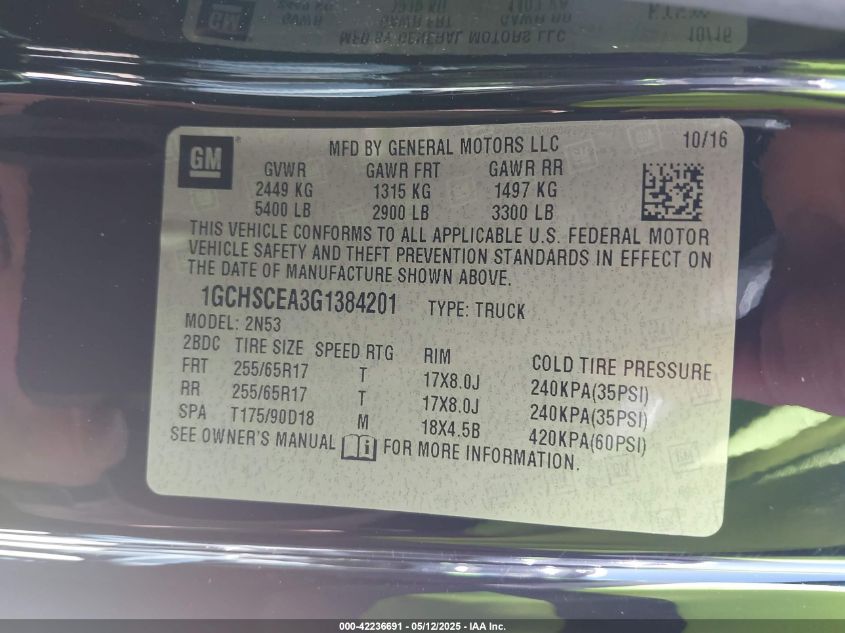 GM
MFD BY GENERAL MOTORS LLC 10/16
GVWR GAWR FRT GAWR RR
2449 KG 1315 KG 1497 KG
5400 LB 2900 LB 3300 LB
THIS VEHICLE CONFORMS TO ALL APPLICABLE U.S. FEDERAL MOTOR
VEHICLE SAFETY AND THEFT PREVENTION STANDARDS IN EFFECT ON
THE DATE OF MANUFACTURE SHOWN ABOVE.
1GCHSCEA3G1384201 TYPE: TRUCK
MODEL: 2N53
2BDC TIRE SIZE SPEED RTG RIM COLD TIRE PRESSURE
FRT 255/65R17 T 17X8.0J 240KPA(35PSI)
RR 255/65R17 T 17X8.0J 240KPA(35PSI)
SPA T175/90D18 M 18X4.5B 420KPA(60PSI)
SEE OWNER'S MANUAL i FOR MORE INFORMATION.
000-42236691 - 05/12/2025 - IAA Inc.